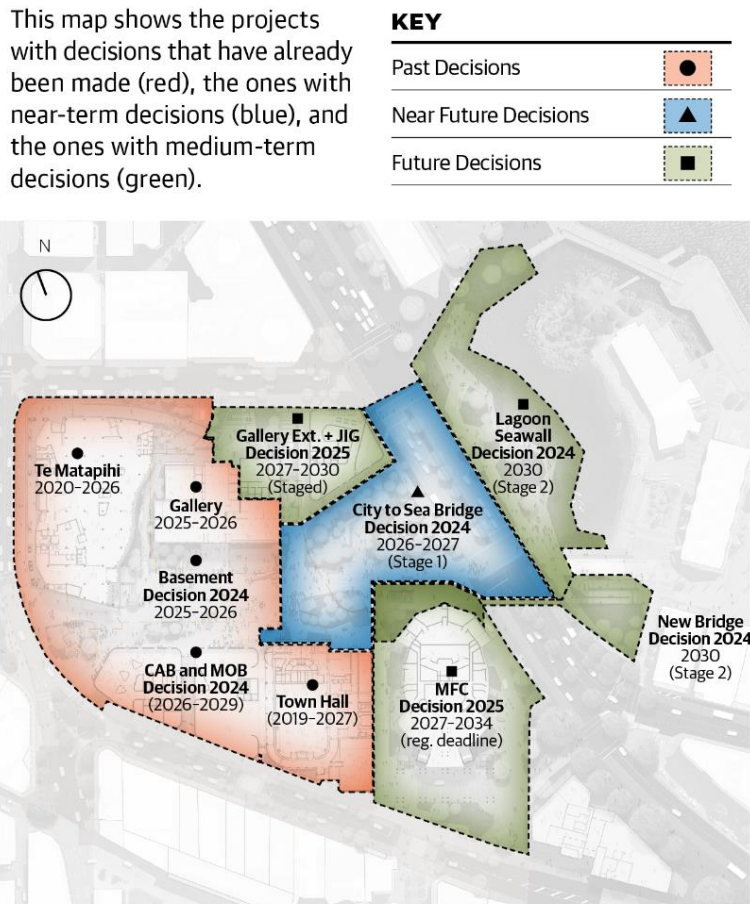 This map shows the projects
with decisions that have already
been made (red), the ones with
near-term decisions (blue), and
the ones with medium-term
decisions (green).
KEY
Past Decisions
Near Future Decisions
Future Decisions
N
Te Matapihi
2020–2026
Gallery
2025–2026
Basement
Decision 2024
2025–2026
CAB and MOB
Decision 2024
(2026–2029)
Town Hall
(2019–2027)
Gallery Ext. + JIG
Decision 2025
2027-2030
(Staged)
City to Sea Bridge
Decision 2024
2026–2027
(Stage 1)
Lagoon
Seawall
Decision 2024
2030
(Stage 2)
New Bridge
Decision 2024
2030
(Stage 2)
MFC
Decision 2025
2027–2034
(reg. deadline)